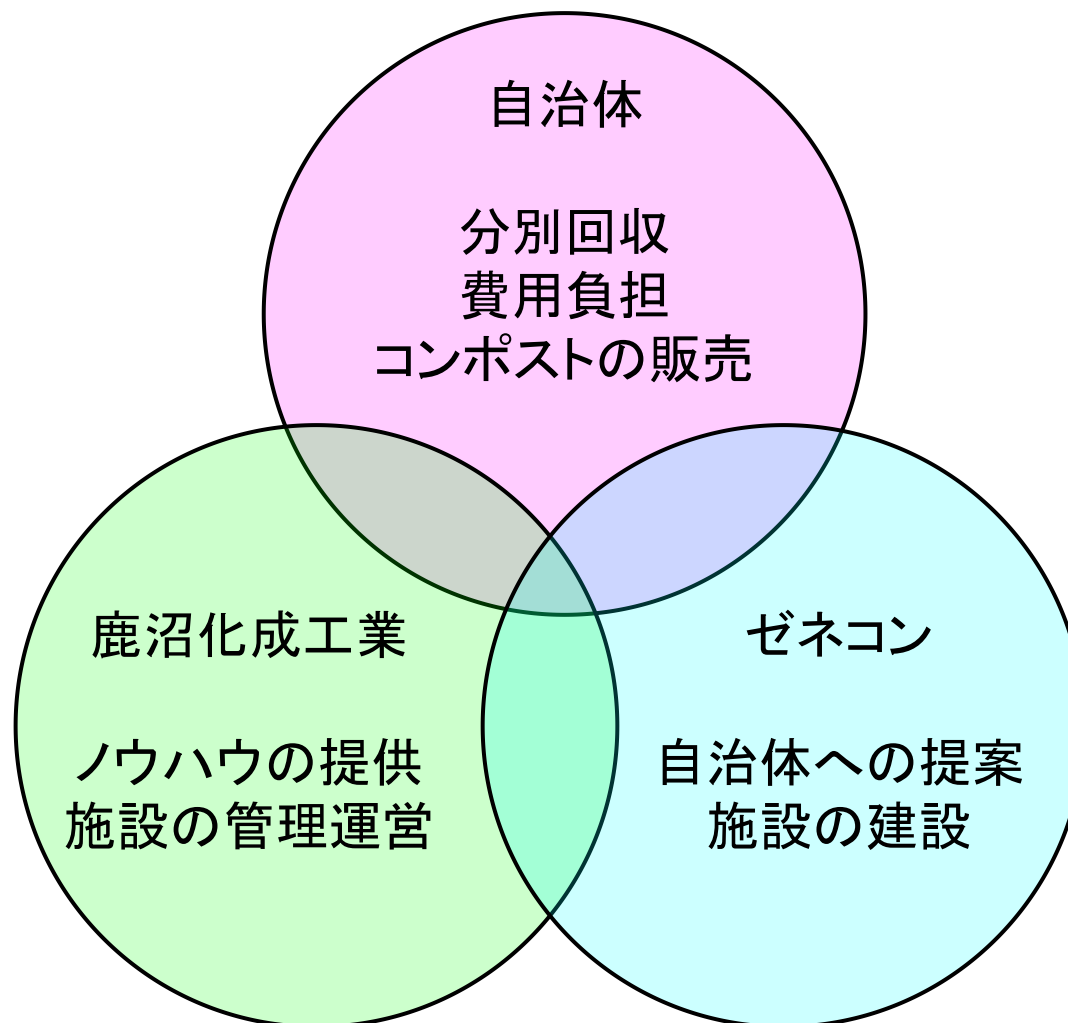 自治体
分別回収
費用負担
コンポストの販売
鹿沼化成工業
ノウハウの提供
施設の管理運営
ゼネコン
自治体への提案
施設の建設